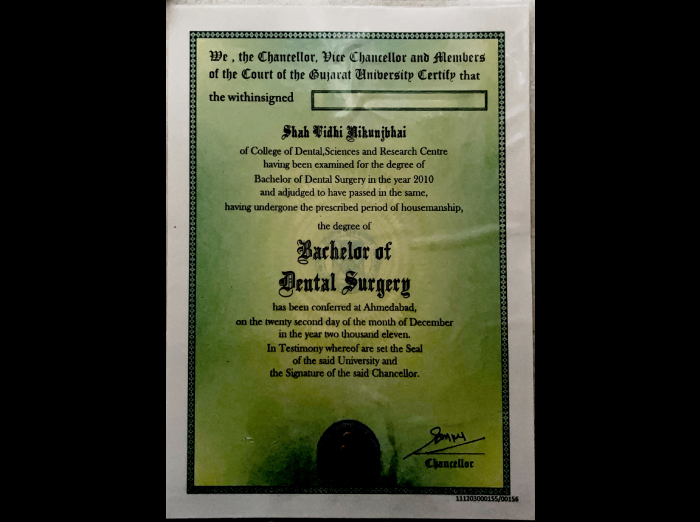 We , the Chancellor, Vice Chancellor and Members
of the Court of the Gujarat University Certify that
the withinsigned
Shah Vidhi Nikunjbhai
of College of Dental,Sciences and Research Centre
having been examined for the degree of
Bachelor of Dental Surgery in the year 2010
and adjudged to have passed in the same,
having undergone the prescribed period of housemanship,
the degree of
Bachelor of
Dental Surgery
has been conferred at Ahmedabad,
on the twenty second day of the month of December
in the year two thousand eleven.
In Testimony whereof are set the Seal
of the said University and
the Signature of the said Chancellor.
Chancellor
111203000155/00156